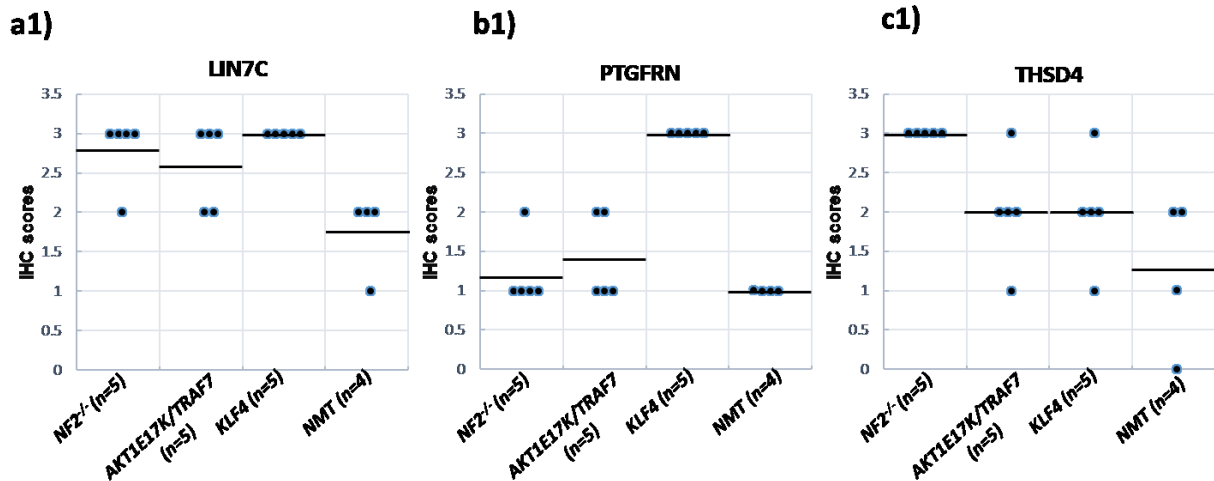 a1)
LIN7C
IHC scores
3.5
3
2.5
2
1.5
1
0.5
0
NF2-/- (n=5)
AKT1E17K/TRAF7
(n=5)
KLF4 (n=5)
NMT (n=4)
b1)
PTGFRN
IHC scores
3.5
3
2.5
2
1.5
1
0.5
0
NF2-/- (n=5)
AKT1E17K/TRAF7
(n=5)
KLF4 (n=5)
NMT (n=4)
c1)
THSD4
IHC scores
3.5
3
2.5
2
1.5
1
0.5
0
NF2-/- (n=5)
AKT1E17K/TRAF7
(n=5)
KLF4 (n=5)
NMT (n=4)